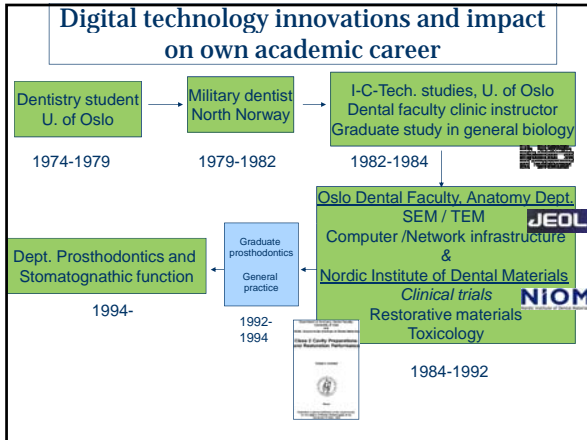 Digital technology innovations and impact
on own academic career
Dentistry student
U. of Oslo
1974-1979
Military dentist
North Norway
1979-1982
I-C-Tech. studies, U. of Oslo
Dental faculty clinic instructor
Graduate study in general biology
1982-1984
Oslo Dental Faculty, Anatomy Dept.
SEM / TEM
Computer /Network infrastructure
&
Nordic Institute of Dental Materials
Clinical trials
Restorative materials
Toxicology
1984-1992
JEOL
NIOM
Graduate
prosthodontics
General
practice
1992-
1994
Class 2 Cavity Preparations
Dept. Prosthodontics and
Stomatognathic function
1994-